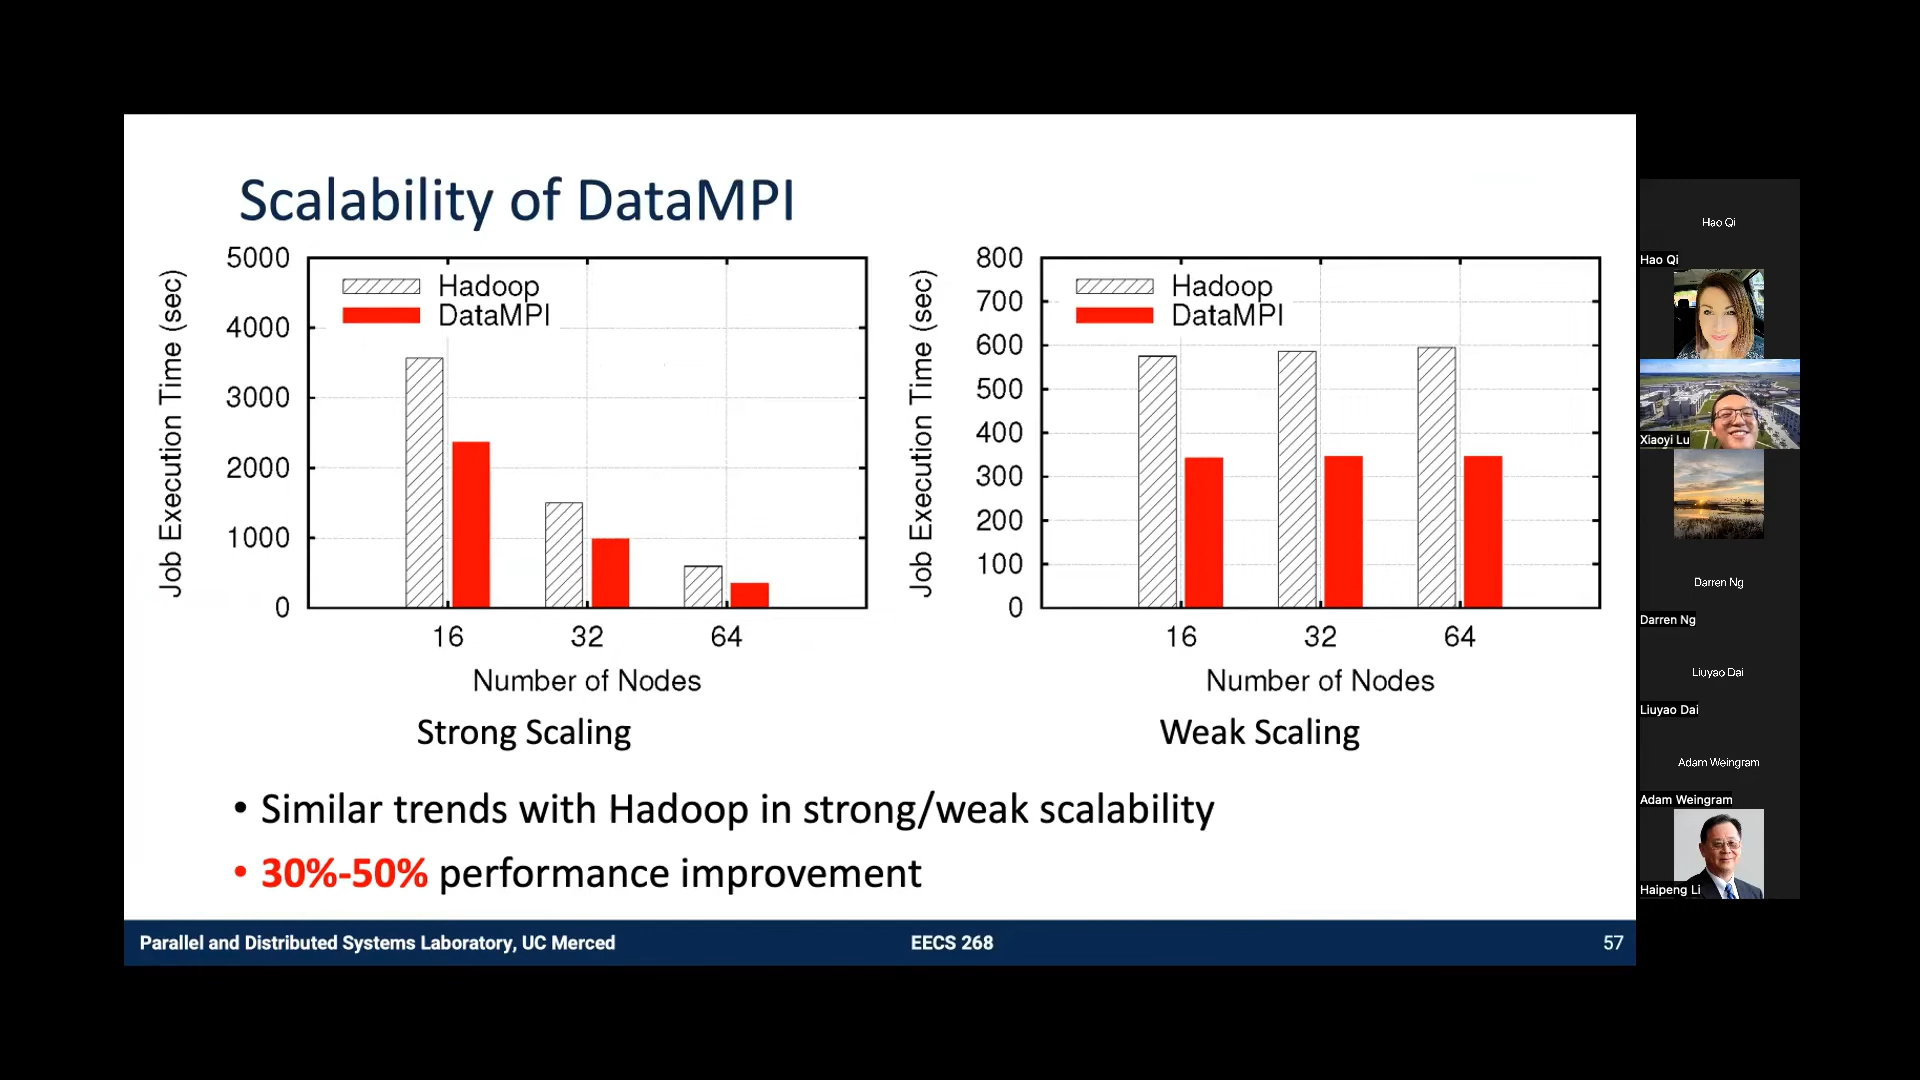 Scalability of DataMPI
Job Execution Time (sec)
5000
4000
3000
2000
1000
0
Hadoop
DataMPI
16 32 64
Number of Nodes
Strong Scaling
Job Execution Time (sec)
800
700
600
500
400
300
200
100
0
Hadoop
DataMPI
16 32 64
Number of Nodes
Weak Scaling
• Similar trends with Hadoop in strong/weak scalability
• 30%-50% performance improvement
Parallel and Distributed Systems Laboratory, UC Merced EECS 268 57
Hao Qi
Hao Qi
Xiaoyi Lu
Darren Ng
Darren Ng
Liuyao Dai
Liuyao Dai
Adam Weingram
Adam Weingram
Haipeng Li